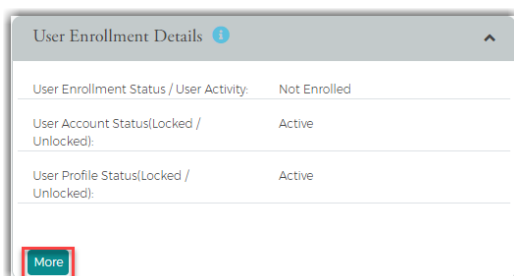 User Enrollment Details i
User Enrollment Status / User Activity: Not Enrolled
User Account Status(Locked / Active
Unlocked):
User Profile Status(Locked / Active
Unlocked):
More